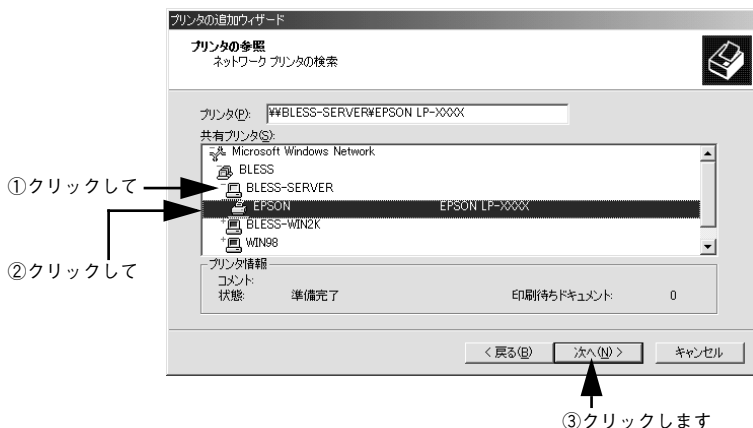 プリンタの追加ウィザード
プリンタの参照
ネットワーク プリンタの検索
プリンタ(P): ¥¥BLESS-SERVER¥EPSON LP-XXXX
共有プリンタ(S):
Microsoft Windows Network
BLESS
①クリックして
BLESS-SERVER
EPSON EPSON LP-XXXX
②クリックして
BLESS-WIN2K
WIN98
プリンタ情報
コメント:
状態: 準備完了 印刷待ちドキュメント: 0
< 戻る(B) 次へ(N) > キャンセル
③クリックします